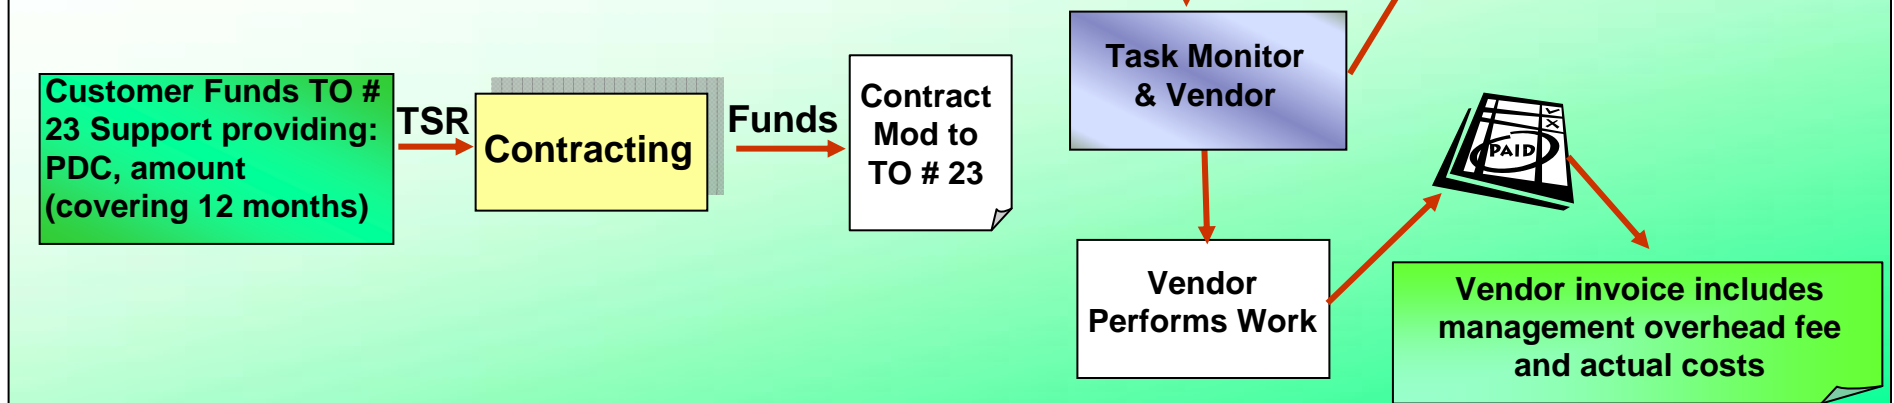 Customer Funds TO #
23 Support providing:
PDC, amount
(covering 12 months)
TSR
Contracting
Funds
Contract
Mod to
TO # 23
Task Monitor
& Vendor
Vendor
Performs Work
PAID
Vendor invoice includes
management overhead fee
and actual costs